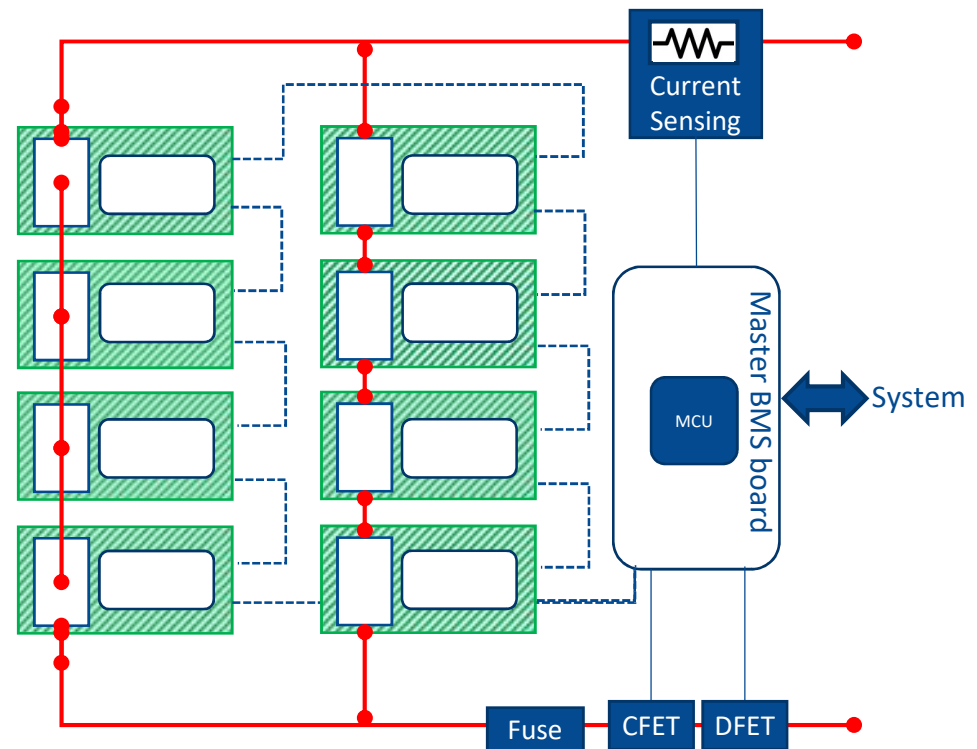 Current
Sensing
Master BMS board
MCU
System
Fuse
CFET
DFET